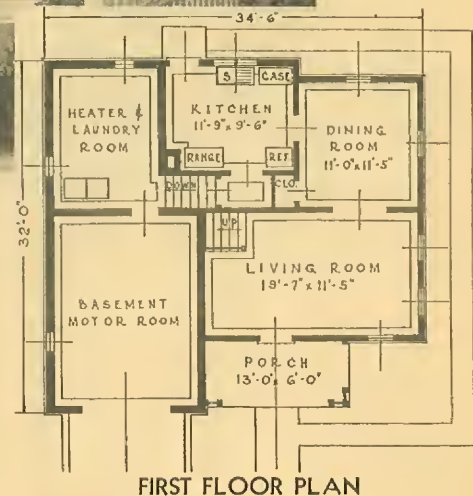 34'-6"
32'-0"
HEATER &
LAUNDRY
ROOM
S
CASE
KITCHEN
11'-9" x 9'-6"
RANGE
REF.
DOWN
CLO.
DINING
ROOM
11'-0" x 11'-5"
UP
LIVING ROOM
19'-7" x 11'-5"
BASEMENT
MOTOR ROOM
PORCH
13'-0" x 6'-0"
FIRST FLOOR PLAN